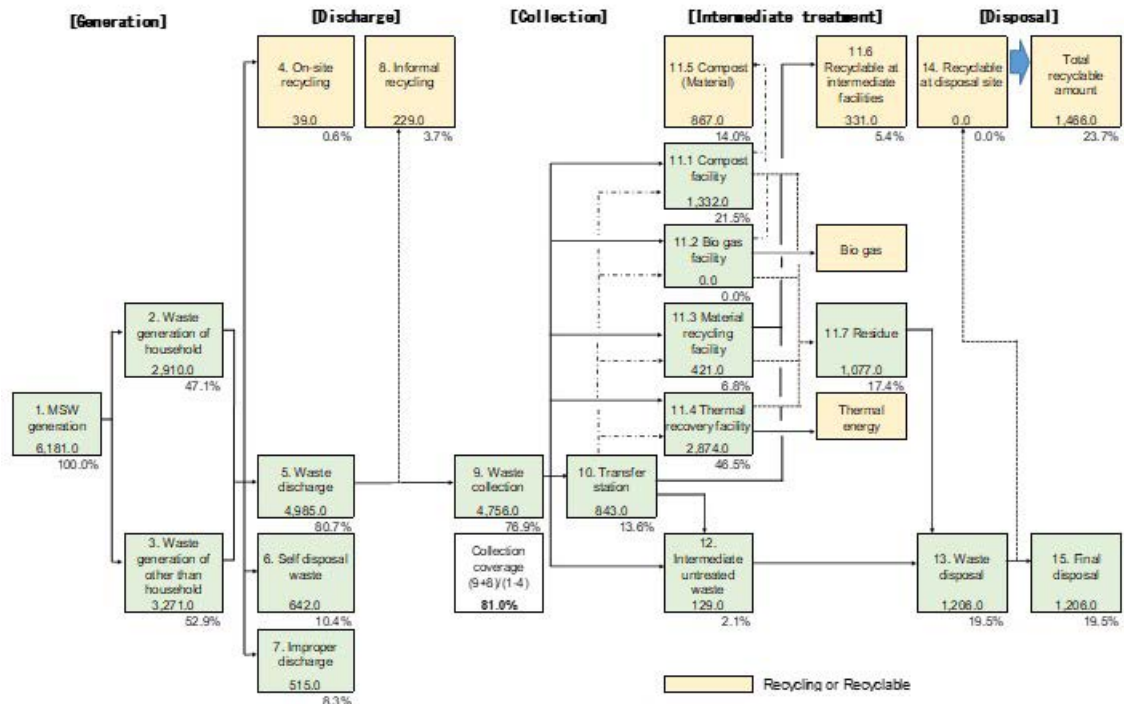 [Generation]
[Discharge]
[Collection]
[Intermediate treatment]
[Disposal]
4. On-site
recycling
39.0
0.6%
8. Informal
recycling
229.0
3.7%
11.5 Compost
(Material)
867.0
14.0%
11.6
Recyclable at
intermediate
facilities
331.0
5.4%
14. Recyclable
at disposal site
0.0
0.0%
Total
recyclable
amount
1,466.0
23.7%
11.1 Compost
facility
1,332.0
21.5%
11.2 Bio gas
facility
0.0
0.0%
Bio gas
11.3 Material
recycling
facility
421.0
6.8%
11.7 Residue
1,077.0
17.4%
11.4 Thermal
recovery facility
2,874.0
46.5%
Thermal
energy
2. Waste
generation of
household
2,910.0
47.1%
1. MSW
generation
6,181.0
100.0%
3. Waste
generation of
other than
household
3,271.0
52.9%
5. Waste
discharge
4,985.0
80.7%
6. Self disposal
waste
642.0
10.4%
7. Improper
discharge
515.0
8.3%
9. Waste
collection
4,756.0
76.9%
Collection
coverage
(9+8)/(1-4)
81.0%
10. Transfer
station
843.0
13.6%
12.
Intermediate
untreated
waste
129.0
2.1%
13. Waste
disposal
1,206.0
19.5%
15. Final
disposal
1,206.0
19.5%
Recycling or Recyclable